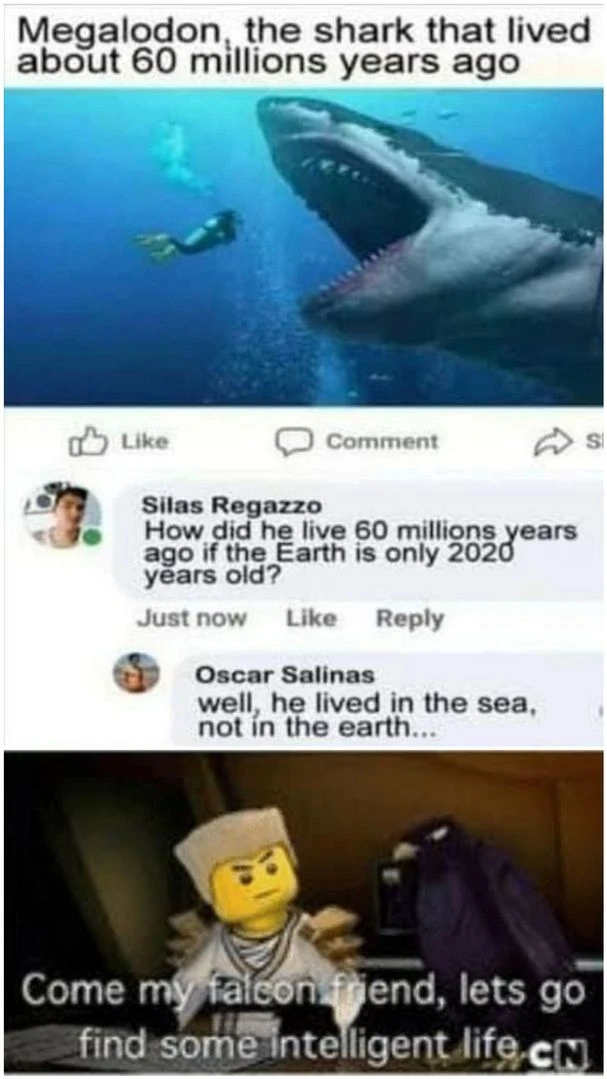 Megalodon, the shark that lived
about 60 millions years ago
Like
Comment
Silas Regazzo
How did he live 60 millions years
ago if the Earth is only 2020
years old?
Just now Like Reply
Oscar Salinas
well, he lived in the sea,
not in the earth...
Come my falcon friend, lets go
find some intelligent life.
CN